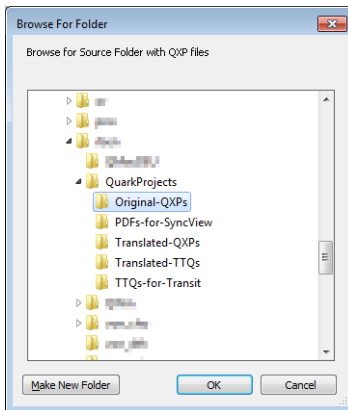 Browse For Folder
Browse for Source Folder with QXP files
QuarkProjects
Original-QXPs
PDFs-for-SyncView
Translated-QXPs
Translated-TTQs
TTQs-for-Transit
Make New Folder
OK
Cancel